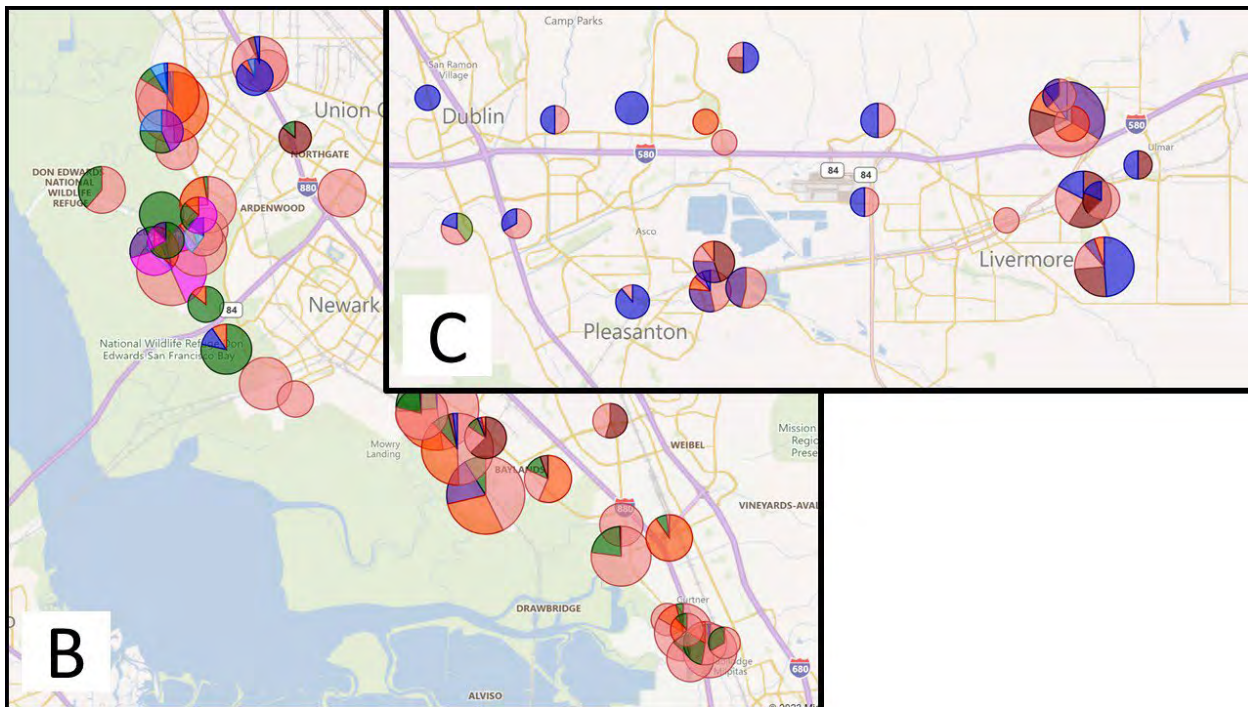 Union C
NORTHGATE
DON EDWARDS
NATIONAL
WILDLIFE
REFUGE
880
ARDENWOOD
84
Newark
National Wildlife
Edwards San Francisco Bay
Mowry
Landing
BAYLANDS
WEIBEL
Mission
Regio
Prese
880
VINEYARDS-AVAL
DRAWBRIDGE
Curtner
Milpitas
ALVISO
680
B
Camp Parks
San Ramon
Village
Dublin
580
84
84
580
Ulmar
Asco
Livermore
Pleasanton
C